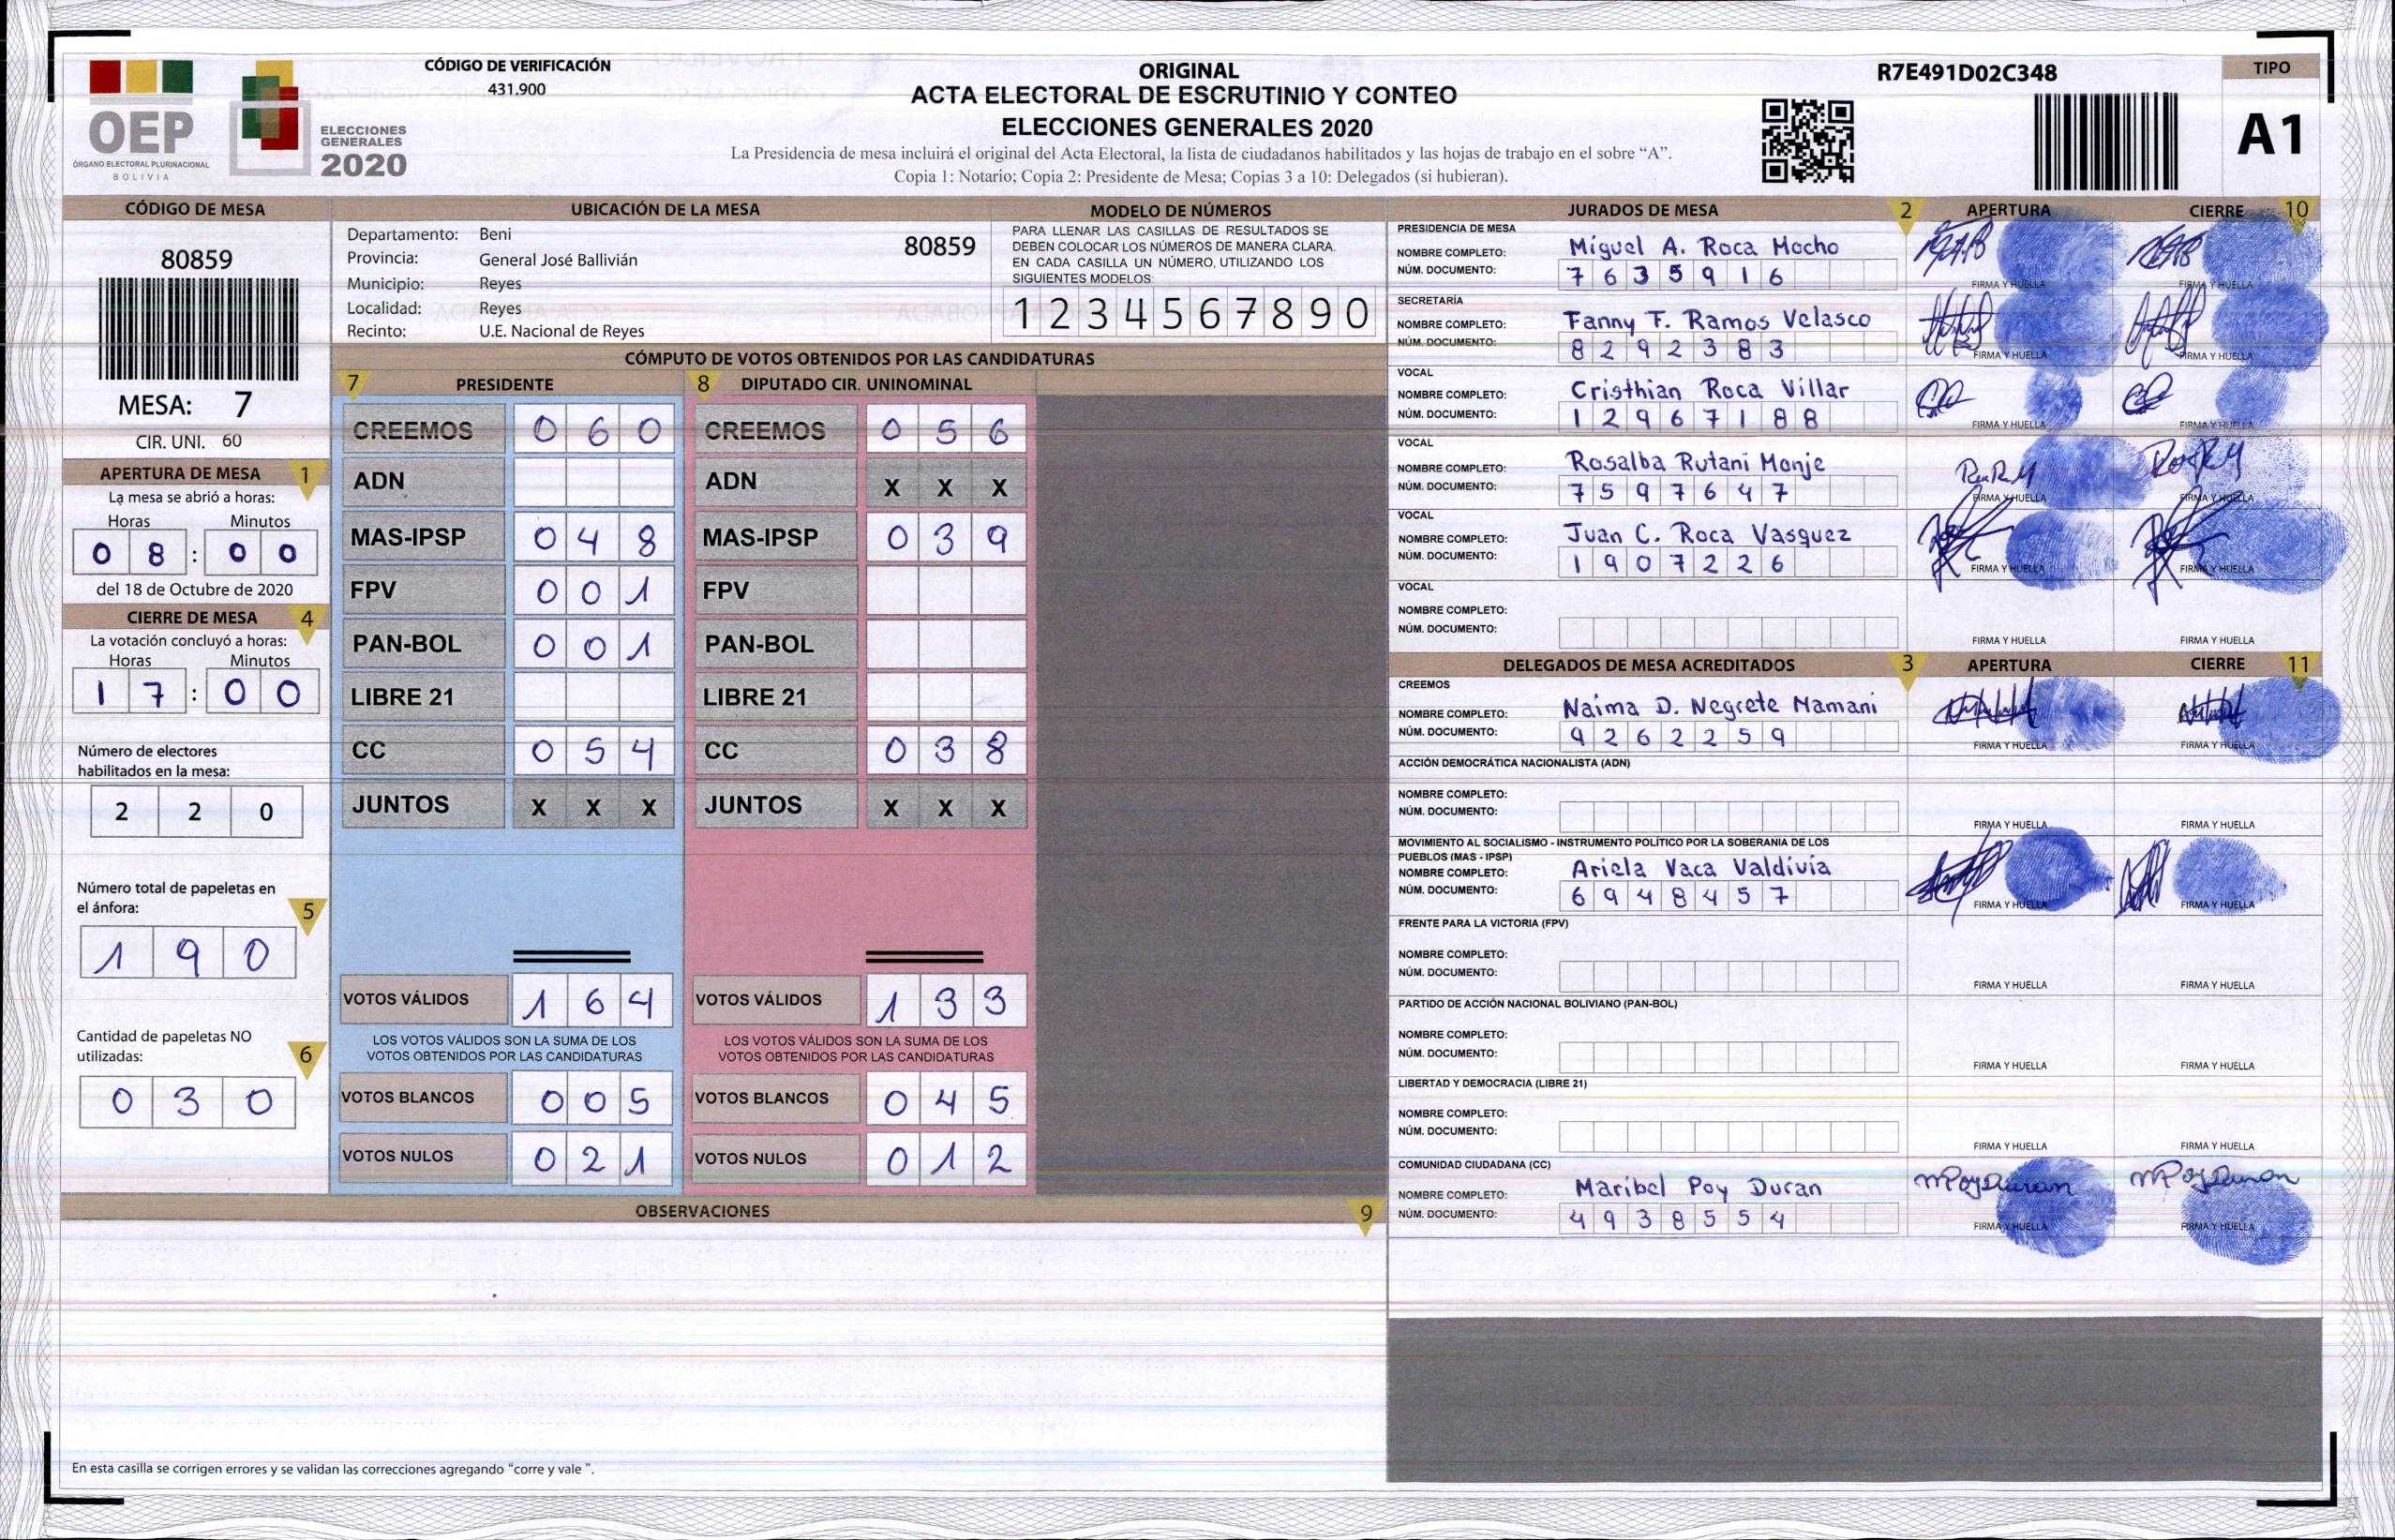 OEP
ÓRGANO ELECTORAL PLURINACIONAL
BOLIVIA
ELECCIONES
GENERALES
2020
CÓDIGO DE VERIFICACIÓN
431.900
ORIGINAL
ACTA ELECTORAL DE ESCRUTINIO Y CONTEO
ELECCIONES GENERALES 2020
La Presidencia de mesa incluirá el original del Acta Electoral, la lista de ciudadanos habilitados y las hojas de trabajo en el sobre “A”.
Copia 1: Notario; Copia 2: Presidente de Mesa; Copias 3 a 10: Delegados (si hubieran).
R7E491D02C348
TIPO
A1
CÓDIGO DE MESA
80859
MESA: 7
CIR. UNI. 60
APERTURA DE MESA 1
La mesa se abrió a horas:
Horas Minutos
0 8 : 0 0
del 18 de Octubre de 2020
CIERRE DE MESA 4
La votación concluyó a horas:
Horas Minutos
1 7 : 0 0
Número de electores
habilitados en la mesa:
2 2 0
Número total de papeletas en
el ánfora: 5
1 9 0
Cantidad de papeletas NO
utilizadas: 6
0 3 0
UBICACIÓN DE LA MESA
Departamento: Beni
80859
Provincia: General José Ballivián
Municipio: Reyes
Localidad: Reyes
Recinto: U.E. Nacional de Reyes
MODELO DE NÚMEROS
PARA LLENAR LAS CASILLAS DE RESULTADOS SE
DEBEN COLOCAR LOS NÚMEROS DE MANERA CLARA.
EN CADA CASILLA UN NÚMERO, UTILIZANDO LOS
SIGUIENTES MODELOS:
1 2 3 4 5 6 7 8 9 0
CÓMPUTO DE VOTOS OBTENIDOS POR LAS CANDIDATURAS
7 PRESIDENTE
CREEMOS 0 6 0
ADN
MAS-IPSP 0 4 8
FPV 0 0 1
PAN-BOL 0 0 1
LIBRE 21
CC 0 5 4
JUNTOS X X X
VOTOS VÁLIDOS 1 6 4
LOS VOTOS VÁLIDOS SON LA SUMA DE LOS
VOTOS OBTENIDOS POR LAS CANDIDATURAS
VOTOS BLANCOS 0 0 5
VOTOS NULOS 0 2 1
8 DIPUTADO CIR. UNINOMINAL
CREEMOS 0 5 6
ADN X X X
MAS-IPSP 0 3 9
FPV
PAN-BOL
LIBRE 21
CC 0 3 8
JUNTOS X X X
VOTOS VÁLIDOS 1 3 3
LOS VOTOS VÁLIDOS SON LA SUMA DE LOS
VOTOS OBTENIDOS POR LAS CANDIDATURAS
VOTOS BLANCOS 0 4 5
VOTOS NULOS 0 1 2
OBSERVACIONES 9
En esta casilla se corrigen errores y se validan las correcciones agregando “corre y vale ”.
JURADOS DE MESA 2 APERTURA CIERRE 10
PRESIDENCIA DE MESA
NOMBRE COMPLETO: Miguel A. Roca Mocho
NÚM. DOCUMENTO: 7 6 3 5 9 1 6
FIRMA Y HUELLA FIRMA Y HUELLA
SECRETARÍA
NOMBRE COMPLETO: Fanny F. Ramos Velasco
NÚM. DOCUMENTO: 8 2 9 2 3 8 3
FIRMA Y HUELLA FIRMA Y HUELLA
VOCAL
NOMBRE COMPLETO: Cristhian Roca Villar
NÚM. DOCUMENTO: 1 2 9 6 7 1 8 8
FIRMA Y HUELLA FIRMA Y HUELLA
VOCAL
NOMBRE COMPLETO: Rosalba Rutani Monje
NÚM. DOCUMENTO: 7 5 9 7 6 4 7
FIRMA Y HUELLA FIRMA Y HUELLA
VOCAL
NOMBRE COMPLETO: Juan C. Roca Vasquez
NÚM. DOCUMENTO: 1 9 0 7 2 2 6
FIRMA Y HUELLA FIRMA Y HUELLA
VOCAL
NOMBRE COMPLETO:
NÚM. DOCUMENTO:
FIRMA Y HUELLA FIRMA Y HUELLA
DELEGADOS DE MESA ACREDITADOS 3 APERTURA CIERRE 11
CREEMOS
NOMBRE COMPLETO: Naima D. Negrete Mamani
NÚM. DOCUMENTO: 9 2 6 2 2 5 9
FIRMA Y HUELLA FIRMA Y HUELLA
ACCIÓN DEMOCRÁTICA NACIONALISTA (ADN)
NOMBRE COMPLETO:
NÚM. DOCUMENTO:
FIRMA Y HUELLA FIRMA Y HUELLA
MOVIMIENTO AL SOCIALISMO - INSTRUMENTO POLÍTICO POR LA SOBERANIA DE LOS
PUEBLOS (MAS - IPSP)
NOMBRE COMPLETO: Ariela Vaca Valdivia
NÚM. DOCUMENTO: 6 9 4 8 4 5 7
FIRMA Y HUELLA FIRMA Y HUELLA
FRENTE PARA LA VICTORIA (FPV)
NOMBRE COMPLETO:
NÚM. DOCUMENTO:
FIRMA Y HUELLA FIRMA Y HUELLA
PARTIDO DE ACCIÓN NACIONAL BOLIVIANO (PAN-BOL)
NOMBRE COMPLETO:
NÚM. DOCUMENTO:
FIRMA Y HUELLA FIRMA Y HUELLA
LIBERTAD Y DEMOCRACIA (LIBRE 21)
NOMBRE COMPLETO:
NÚM. DOCUMENTO:
FIRMA Y HUELLA FIRMA Y HUELLA
COMUNIDAD CIUDADANA (CC)
NOMBRE COMPLETO: Maribel Poy Duran
NÚM. DOCUMENTO: 4 9 3 8 5 5 4
FIRMA Y HUELLA FIRMA Y HUELLA